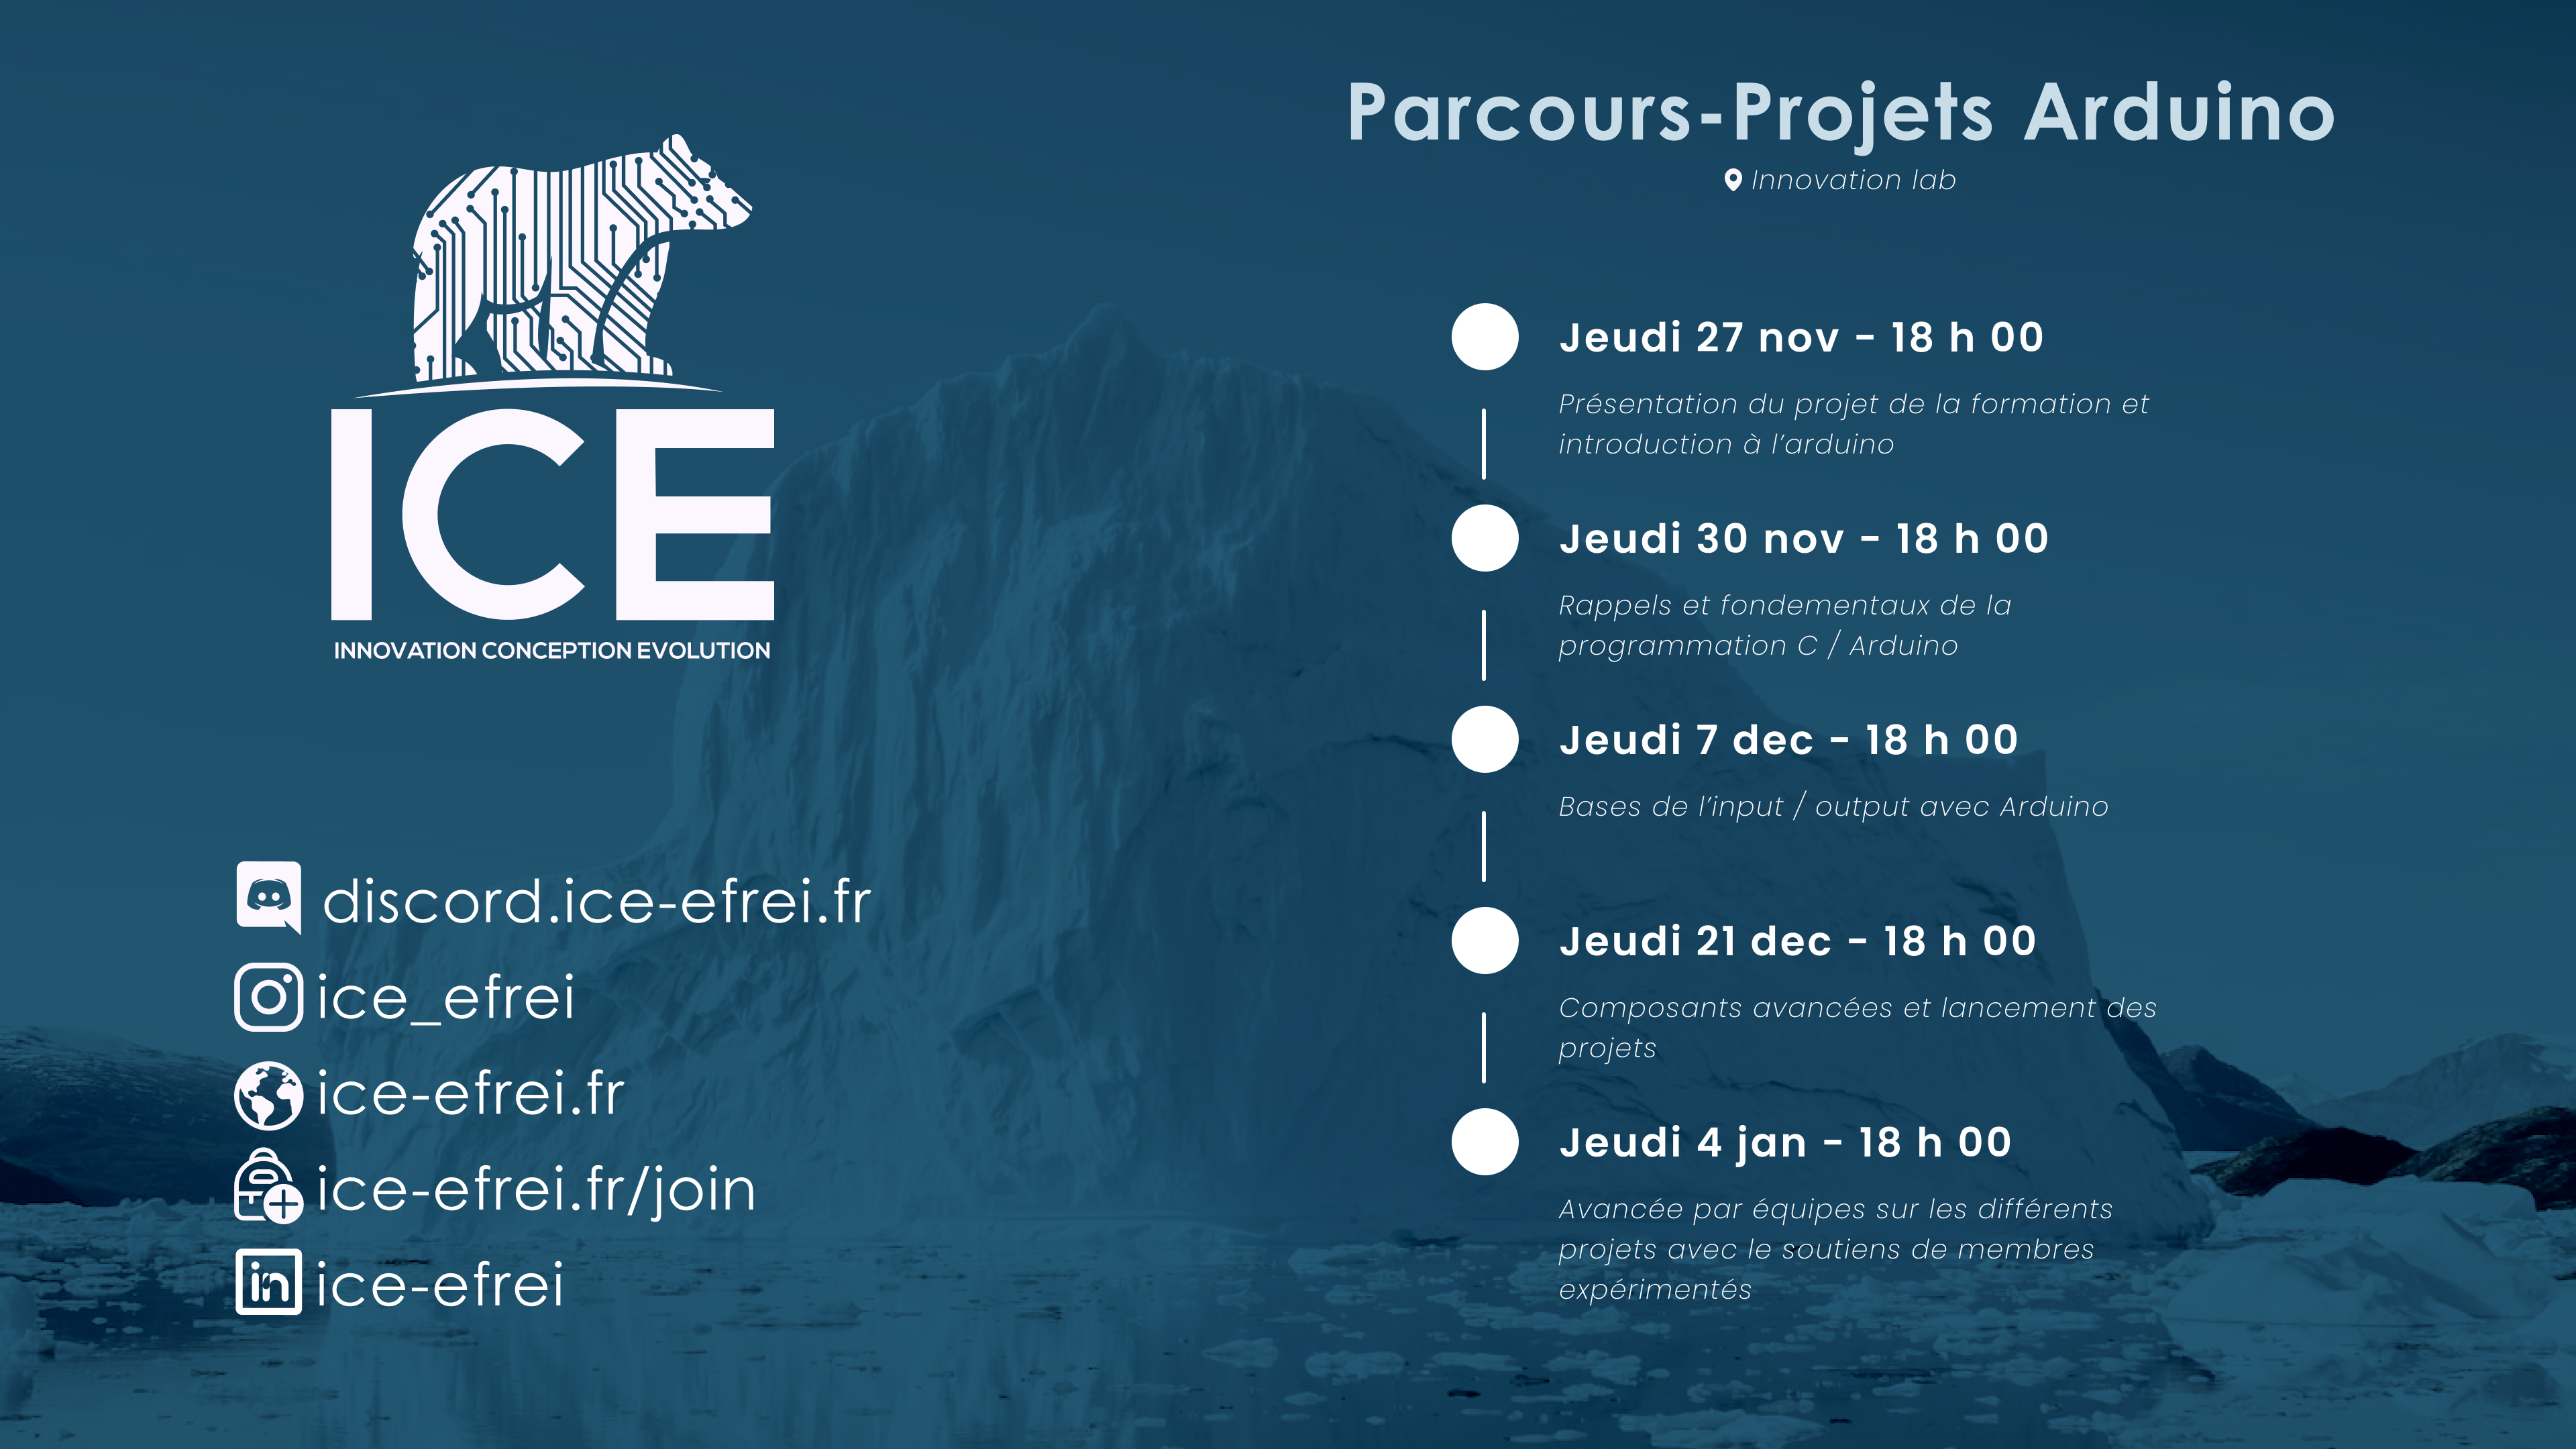 ICE
INNOVATION CONCEPTION EVOLUTION
discord.ice-efrei.fr
ice_efrei
ice-efrei.fr
ice-efrei.fr/join
in ice-efrei
Parcours-Projets Arduino
Innovation lab
Jeudi 27 nov - 18 h 00
Présentation du projet de la formation et
introduction à l’arduino
Jeudi 30 nov - 18 h 00
Rappels et fondementaux de la
programmation C / Arduino
Jeudi 7 dec - 18 h 00
Bases de l’input / output avec Arduino
Jeudi 21 dec - 18 h 00
Composants avancées et lancement des
projets
Jeudi 4 jan - 18 h 00
Avancée par équipes sur les différents
projets avec le soutiens de membres
expérimentés